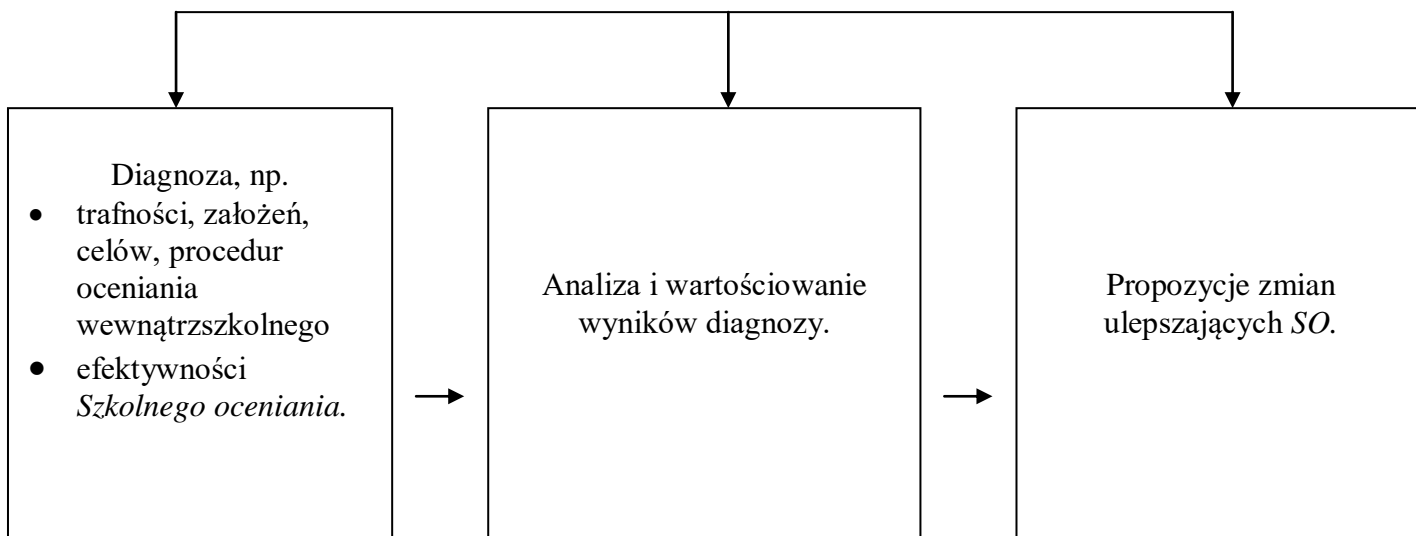 Diagnoza, np.
• trafności, założeń,
celów, procedur
oceniania
wewnątrzszkolnego
• efektywności
Szkolnego oceniania.
Analiza i wartościowanie
wyników diagnozy.
Propozycje zmian
ulepszających SO.